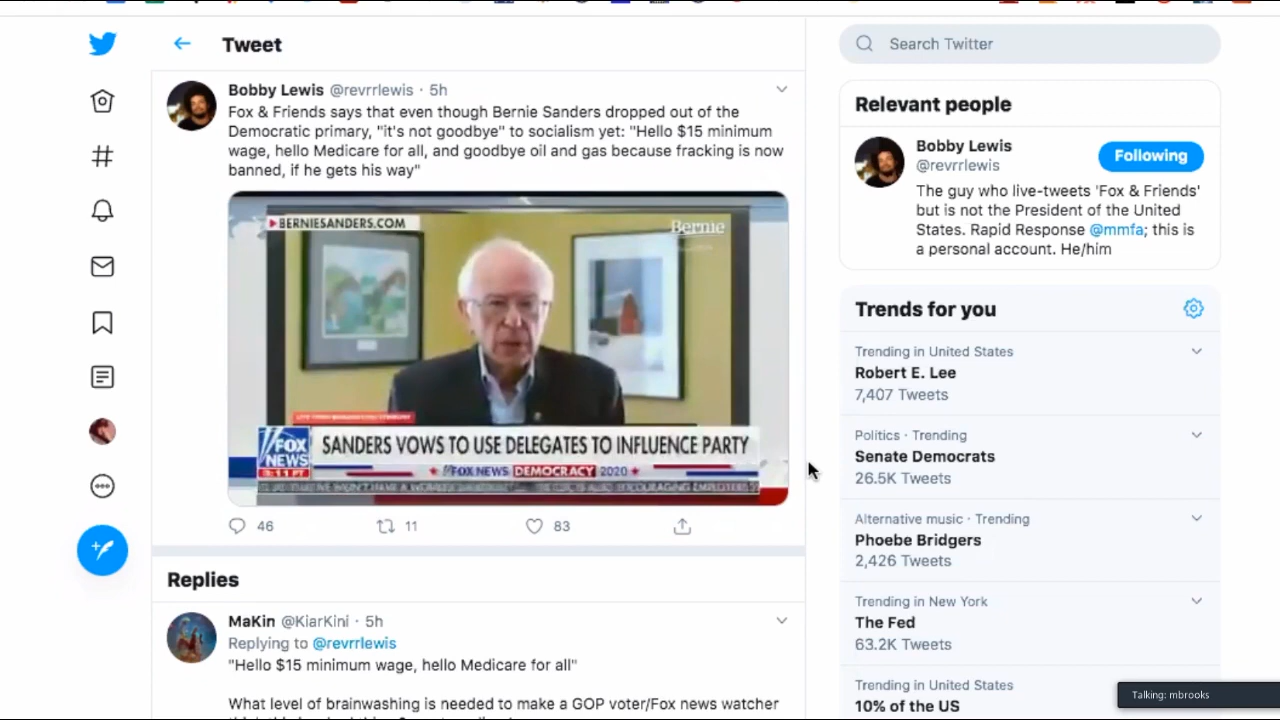 Tweet
Bobby Lewis @revrrlewis · 5h
Fox & Friends says that even though Bernie Sanders dropped out of the
Democratic primary, "it's not goodbye" to socialism yet: "Hello $15 minimum
wage, hello Medicare for all, and goodbye oil and gas because fracking is now
banned, if he gets his way"
BERNIESANDERS.COM
Bernie
SANDERS VOWS TO USE DELEGATES TO INFLUENCE PARTY
FOX
NEWS
FOX NEWS DEMOCRACY 2020
46
11
83
Replies
MaKin @KiarKini · 5h
Replying to @revrrlewis
"Hello $15 minimum wage, hello Medicare for all"
What level of brainwashing is needed to make a GOP voter/Fox news watcher
Search Twitter
Relevant people
Bobby Lewis
@revrrlewis
Following
The guy who live-tweets 'Fox & Friends'
but is not the President of the United
States. Rapid Response @mmfa; this is
a personal account. He/him
Trends for you
Trending in United States
Robert E. Lee
7,407 Tweets
Politics · Trending
Senate Democrats
26.5K Tweets
Alternative music · Trending
Phoebe Bridgers
2,426 Tweets
Trending in New York
The Fed
63.2K Tweets
Trending in United States
10% of the US
Talking: mbrooks